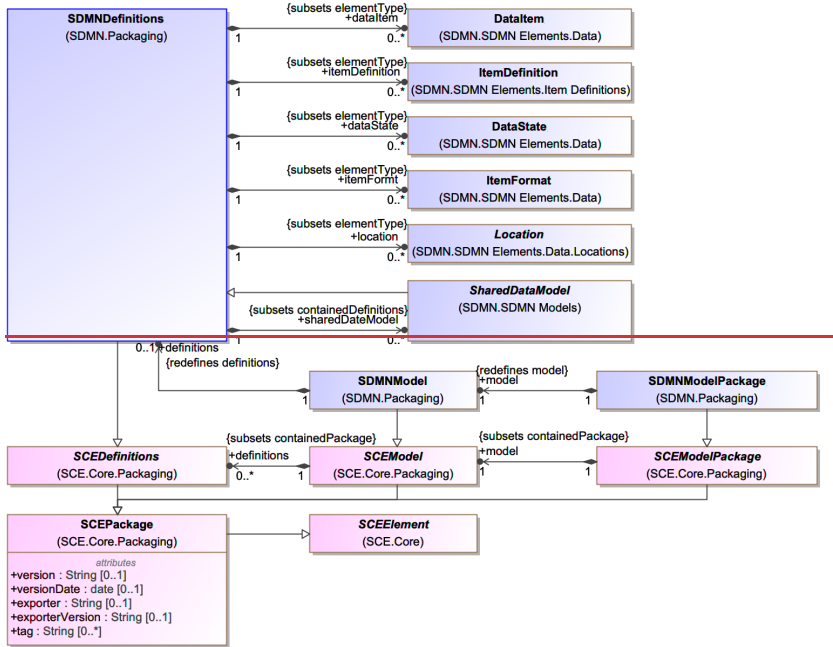 SDMNDefinitions
(SDMN.Packaging)
{subsets elementType}
+dataItem
1
0..*
DataItem
(SDMN.SDMN Elements.Data)
{subsets elementType}
+itemDefinition
1
0..*
ItemDefinition
(SDMN.SDMN Elements.Item Definitions)
{subsets elementType}
+dataState
1
0..*
DataState
(SDMN.SDMN Elements.Data)
{subsets elementType}
+itemFormt
1
0..*
ItemFormat
(SDMN.SDMN Elements.Data)
{subsets elementType}
+location
1
0..*
Location
(SDMN.SDMN Elements.Data.Locations)
SharedDataModel
(SDMN.SDMN Models)
{subsets containedDefinitions}
+sharedDateModel
1
0..*
0..1
+definitions
{redefines definitions}
1
SDMNModel
(SDMN.Packaging)
{redefines model}
+model
1
1
SDMNModelPackage
(SDMN.Packaging)
SCEDefinitions
(SCE.Core.Packaging)
{subsets containedPackage}
+definitions
0..*
1
SCEModel
(SCE.Core.Packaging)
{subsets containedPackage}
+model
1
1
SCEModelPackage
(SCE.Core.Packaging)
SCEPackage
(SCE.Core.Packaging)
attributes
+version : String [0..1]
+versionDate : date [0..1]
+exporter : String [0..1]
+exporterVersion : String [0..1]
+tag : String [0..*]
SCEElement
(SCE.Core)